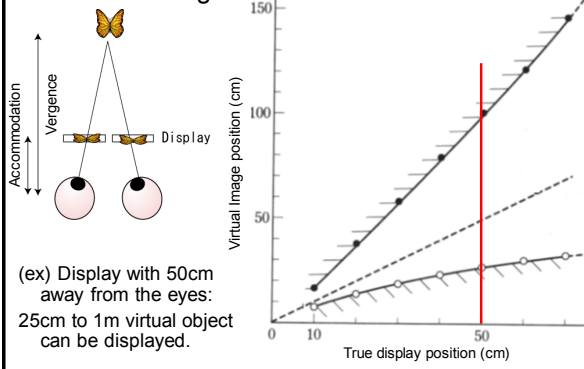 Accommodation
Vergence
Display
(ex) Display with 50cm
away from the eyes:
25cm to 1m virtual object
can be displayed.
Virtual Image position (cm)
150
100
50
0
10
50
True display position (cm)